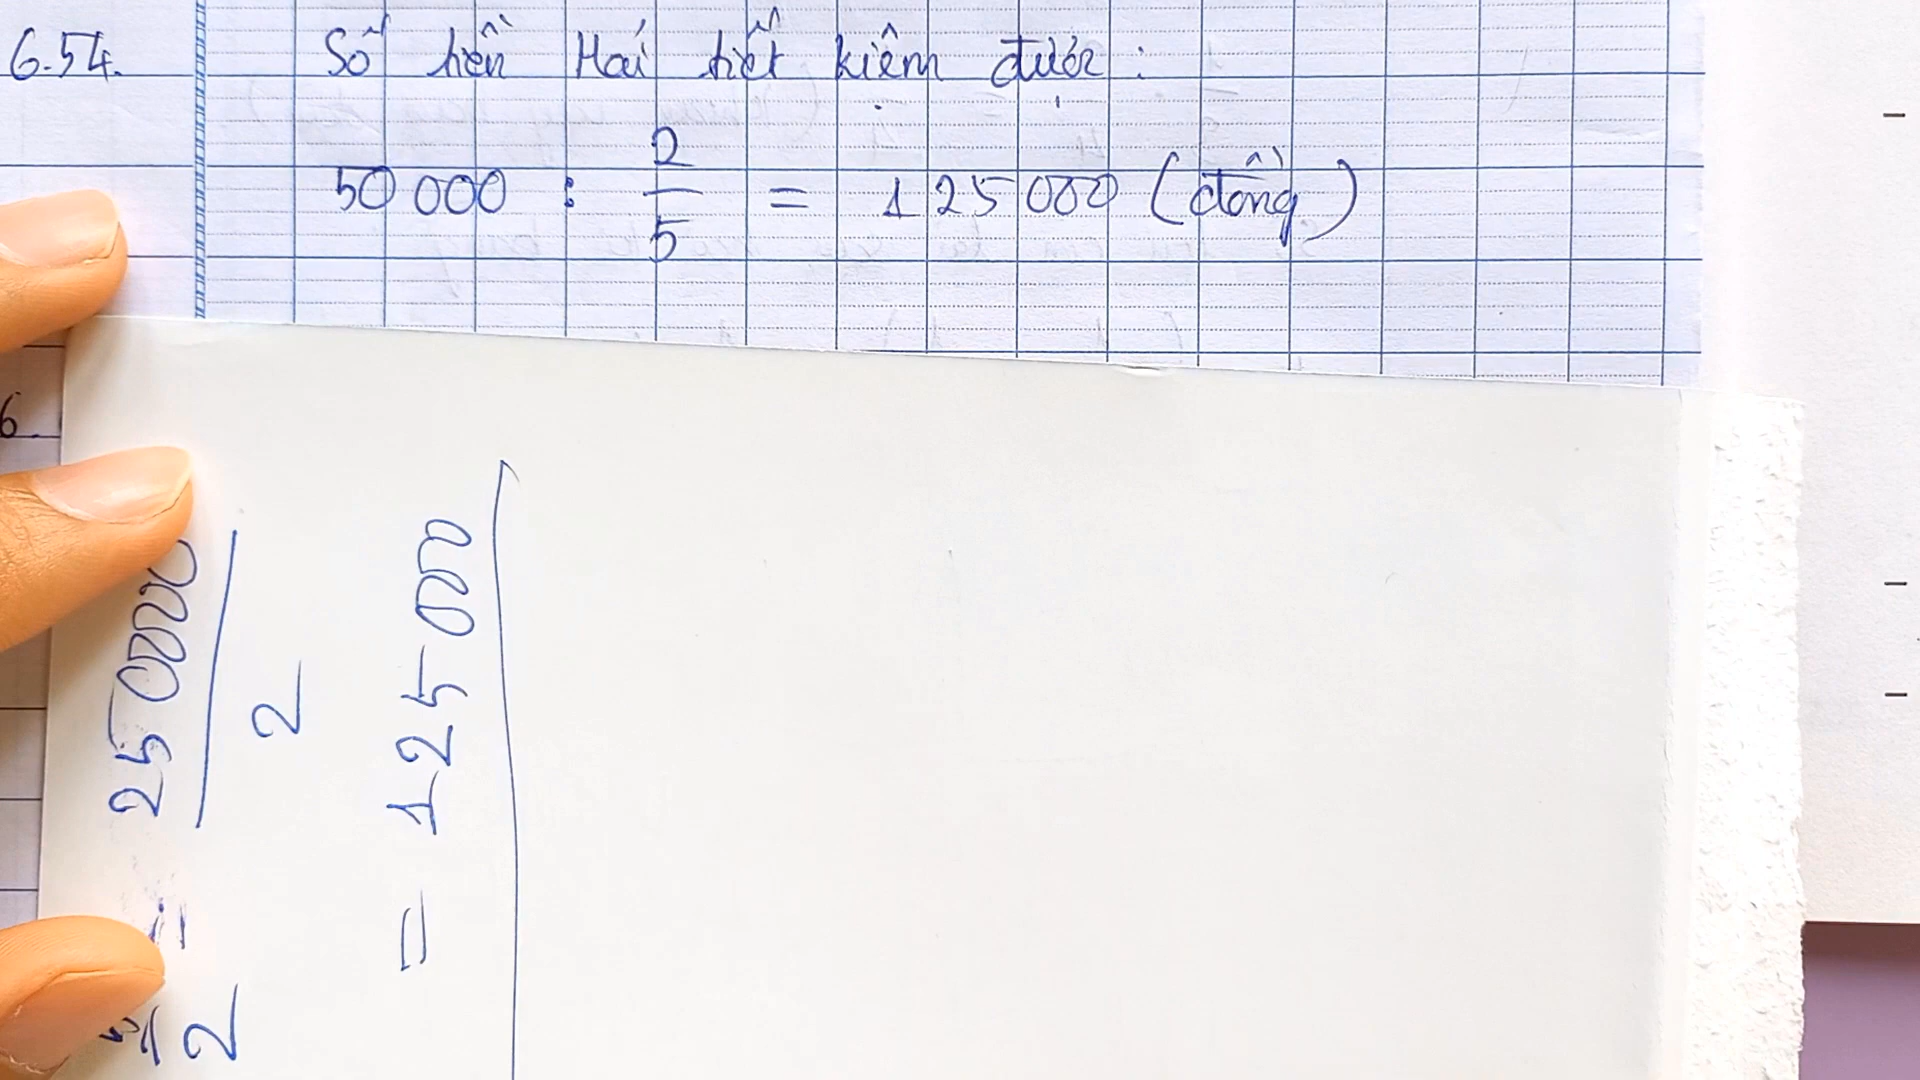 6.54. Số tiền Hoá tiết kiệm được :
50 000 : 2/5 = 125 000 (đồng)
6.
2 = 250000/2
= 125 000